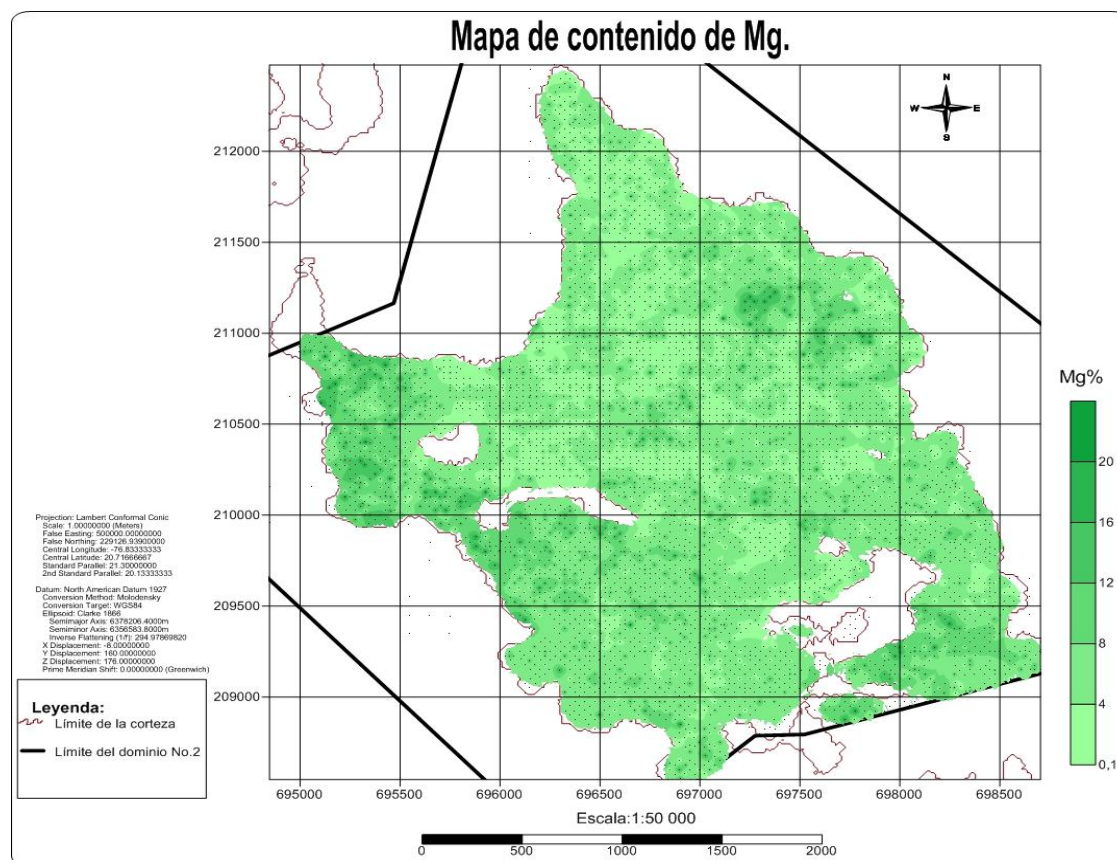 Mapa de contenido de Mg.
N
W E
S
212000
211500
211000
210500
210000
209500
209000
695000 695500 696000 696500 697000 697500 698000 698500
Mg%
20
16
12
8
4
0,1
Projection: Lambert Conformal Conic
Scale: 1.00000000 (Meters)
False Easting: 500000.00000000
False Northing: 229126.93900000
Central Longitude: -76.83333333
Central Latitude: 20.71666667
Standard Parallel: 21.30000000
2nd Standard Parallel: 20.13333333
Datum: North American Datum 1927
Conversion Method: Molodensky
Conversion Target: WGS84
Ellipsoid: Clarke 1866
Semimajor Axis: 6378206.4000m
Semiminor Axis: 6356583.8000m
Inverse Flattening (1/f): 294.97869820
X Displacement: -8.00000000
Y Displacement: 160.00000000
Z Displacement: 176.00000000
Prime Meridian Shift: 0.00000000 (Greenwich)
Leyenda:
Límite de la corteza
Límite del dominio No.2
Escala:1:50 000
0 500 1000 1500 2000